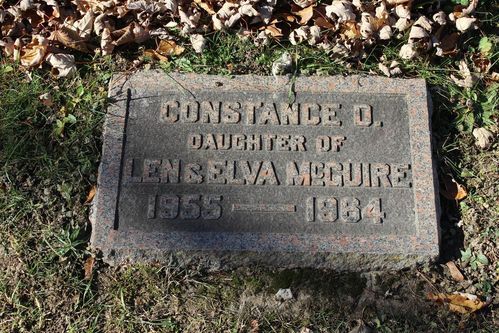 CONSTANCE D.
DAUGHTER OF
LEN & ELVA MCGUIRE
1955 — 1964